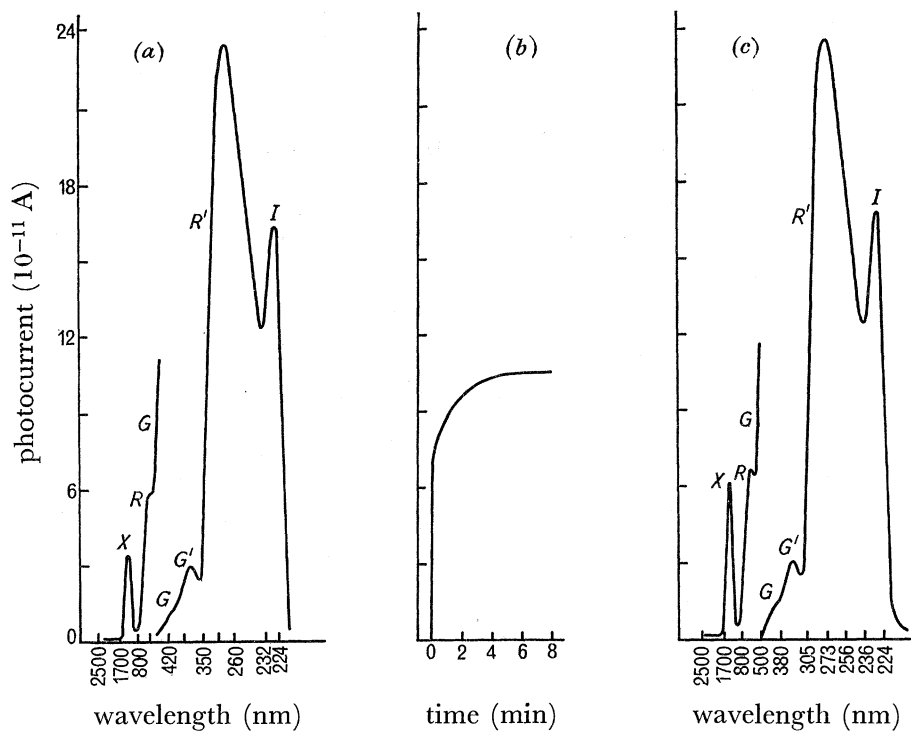 photocurrent (10⁻¹¹ A)
24
18
12
6
0
(a)
X
R
G
G
G'
R'
I
2500 1700 800 420 350 260 232 224
wavelength (nm)
(b)
0 2 4 6 8
time (min)
(c)
X
R
G
G
G'
R'
I
2500 1700 800 500 380 305 273 256 236 224
wavelength (nm)